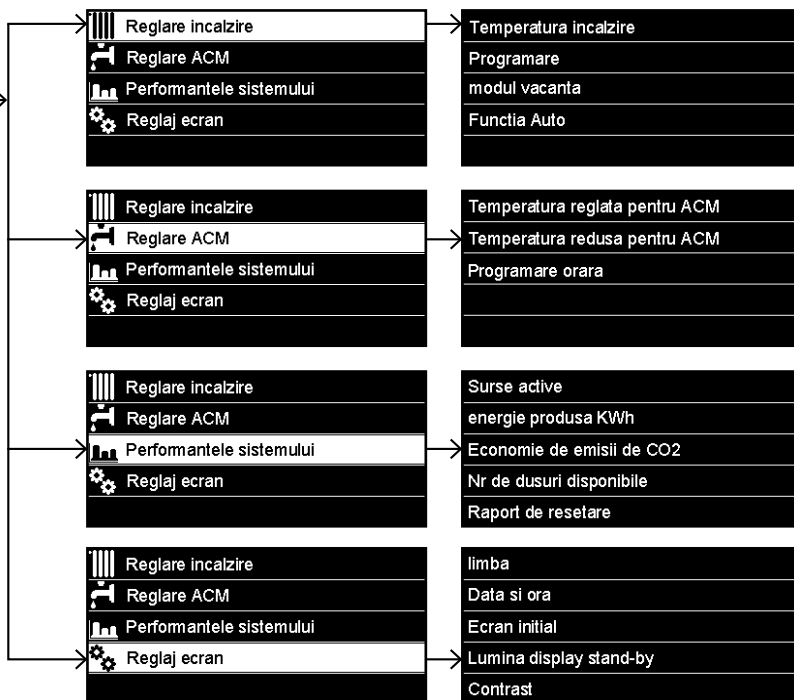 Reglare incalzire
Reglare ACM
Performantele sistemului
Reglaj ecran
Temperatura incalzire
Programare
modul vacanta
Functia Auto
Reglare incalzire
Reglare ACM
Performantele sistemului
Reglaj ecran
Temperatura reglata pentru ACM
Temperatura redusa pentru ACM
Programare orara
Reglare incalzire
Reglare ACM
Performantele sistemului
Reglaj ecran
Surse active
energie produsa KWh
Economie de emisii de CO2
Nr de dusuri disponibile
Raport de resetare
Reglare incalzire
Reglare ACM
Performantele sistemului
Reglaj ecran
limba
Data si ora
Ecran initial
Lumina display stand-by
Contrast